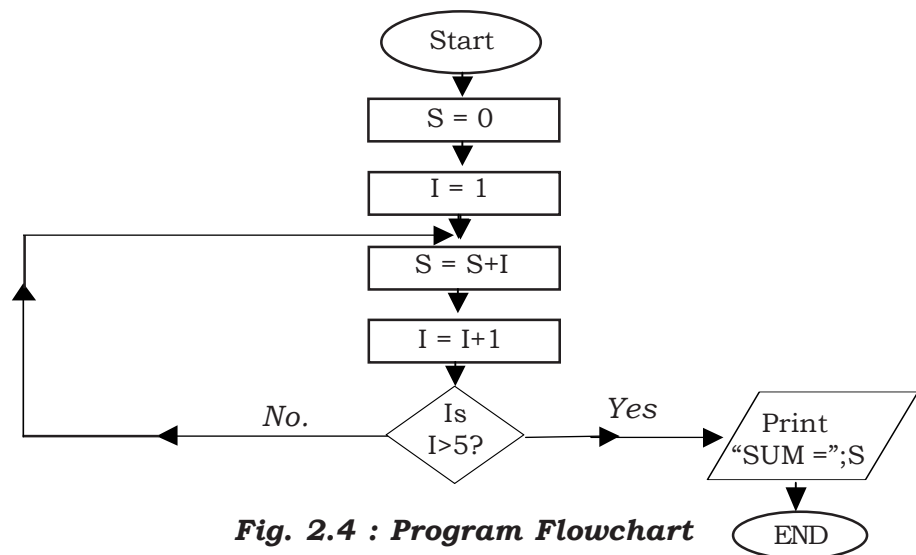 Start
S = 0
I = 1
S = S+I
I = I+1
Is
I>5?
No.
Yes
Print
“SUM =”;S
END
Fig. 2.4 : Program Flowchart